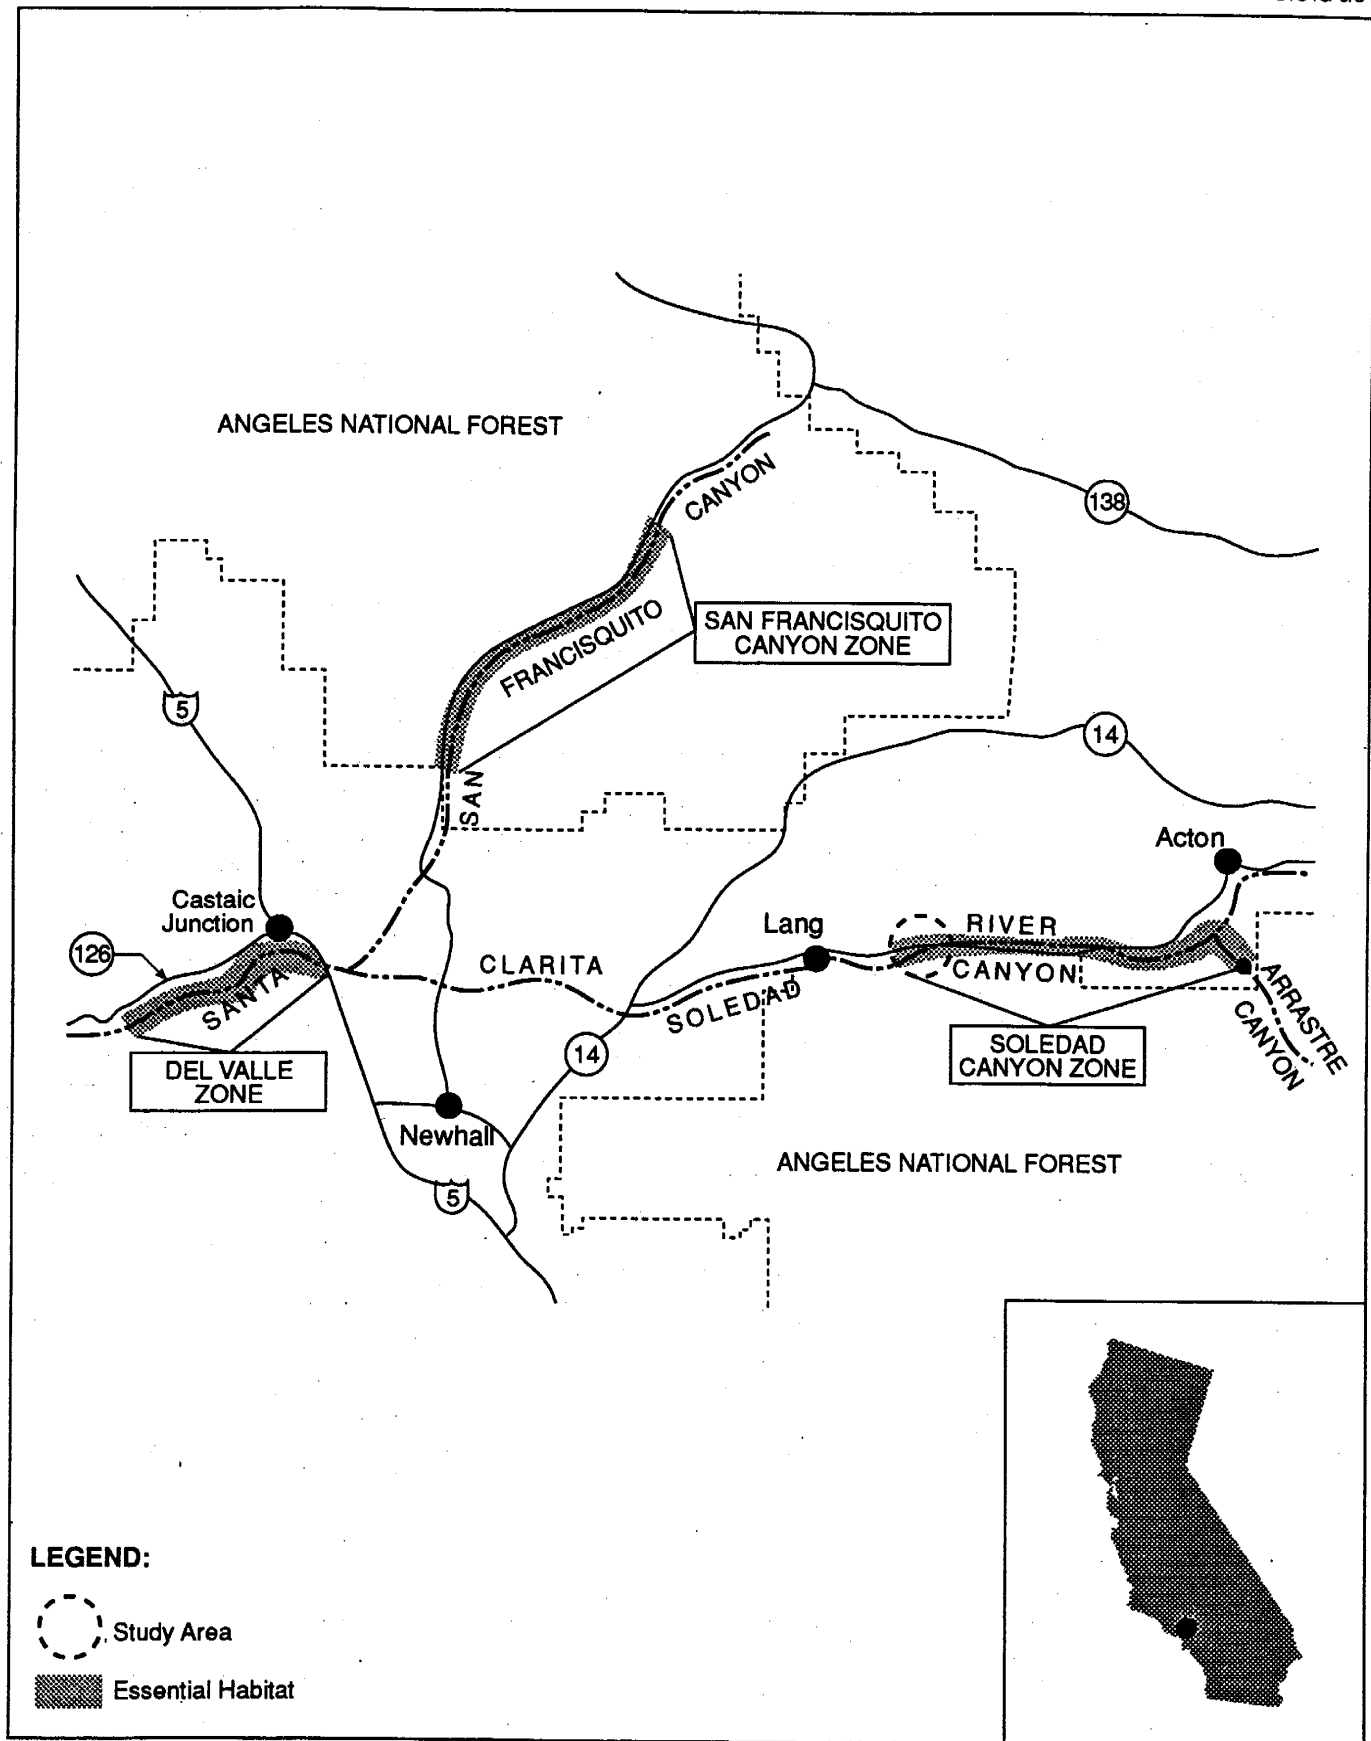 ANGELES NATIONAL FOREST
CANYON
138
SAN FRANCISQUITO
CANYON ZONE
FRANCISQUITO
5
14
SAN
Acton
Castaic
Junction
Lang
RIVER
126
CLARITA
CANYON
SANTA
SOLEDAD
ARRASTRE
CANYON
DEL VALLE
ZONE
14
SOLEDAD
CANYON ZONE
Newhall
ANGELES NATIONAL FOREST
5
LEGEND:
Study Area
Essential Habitat